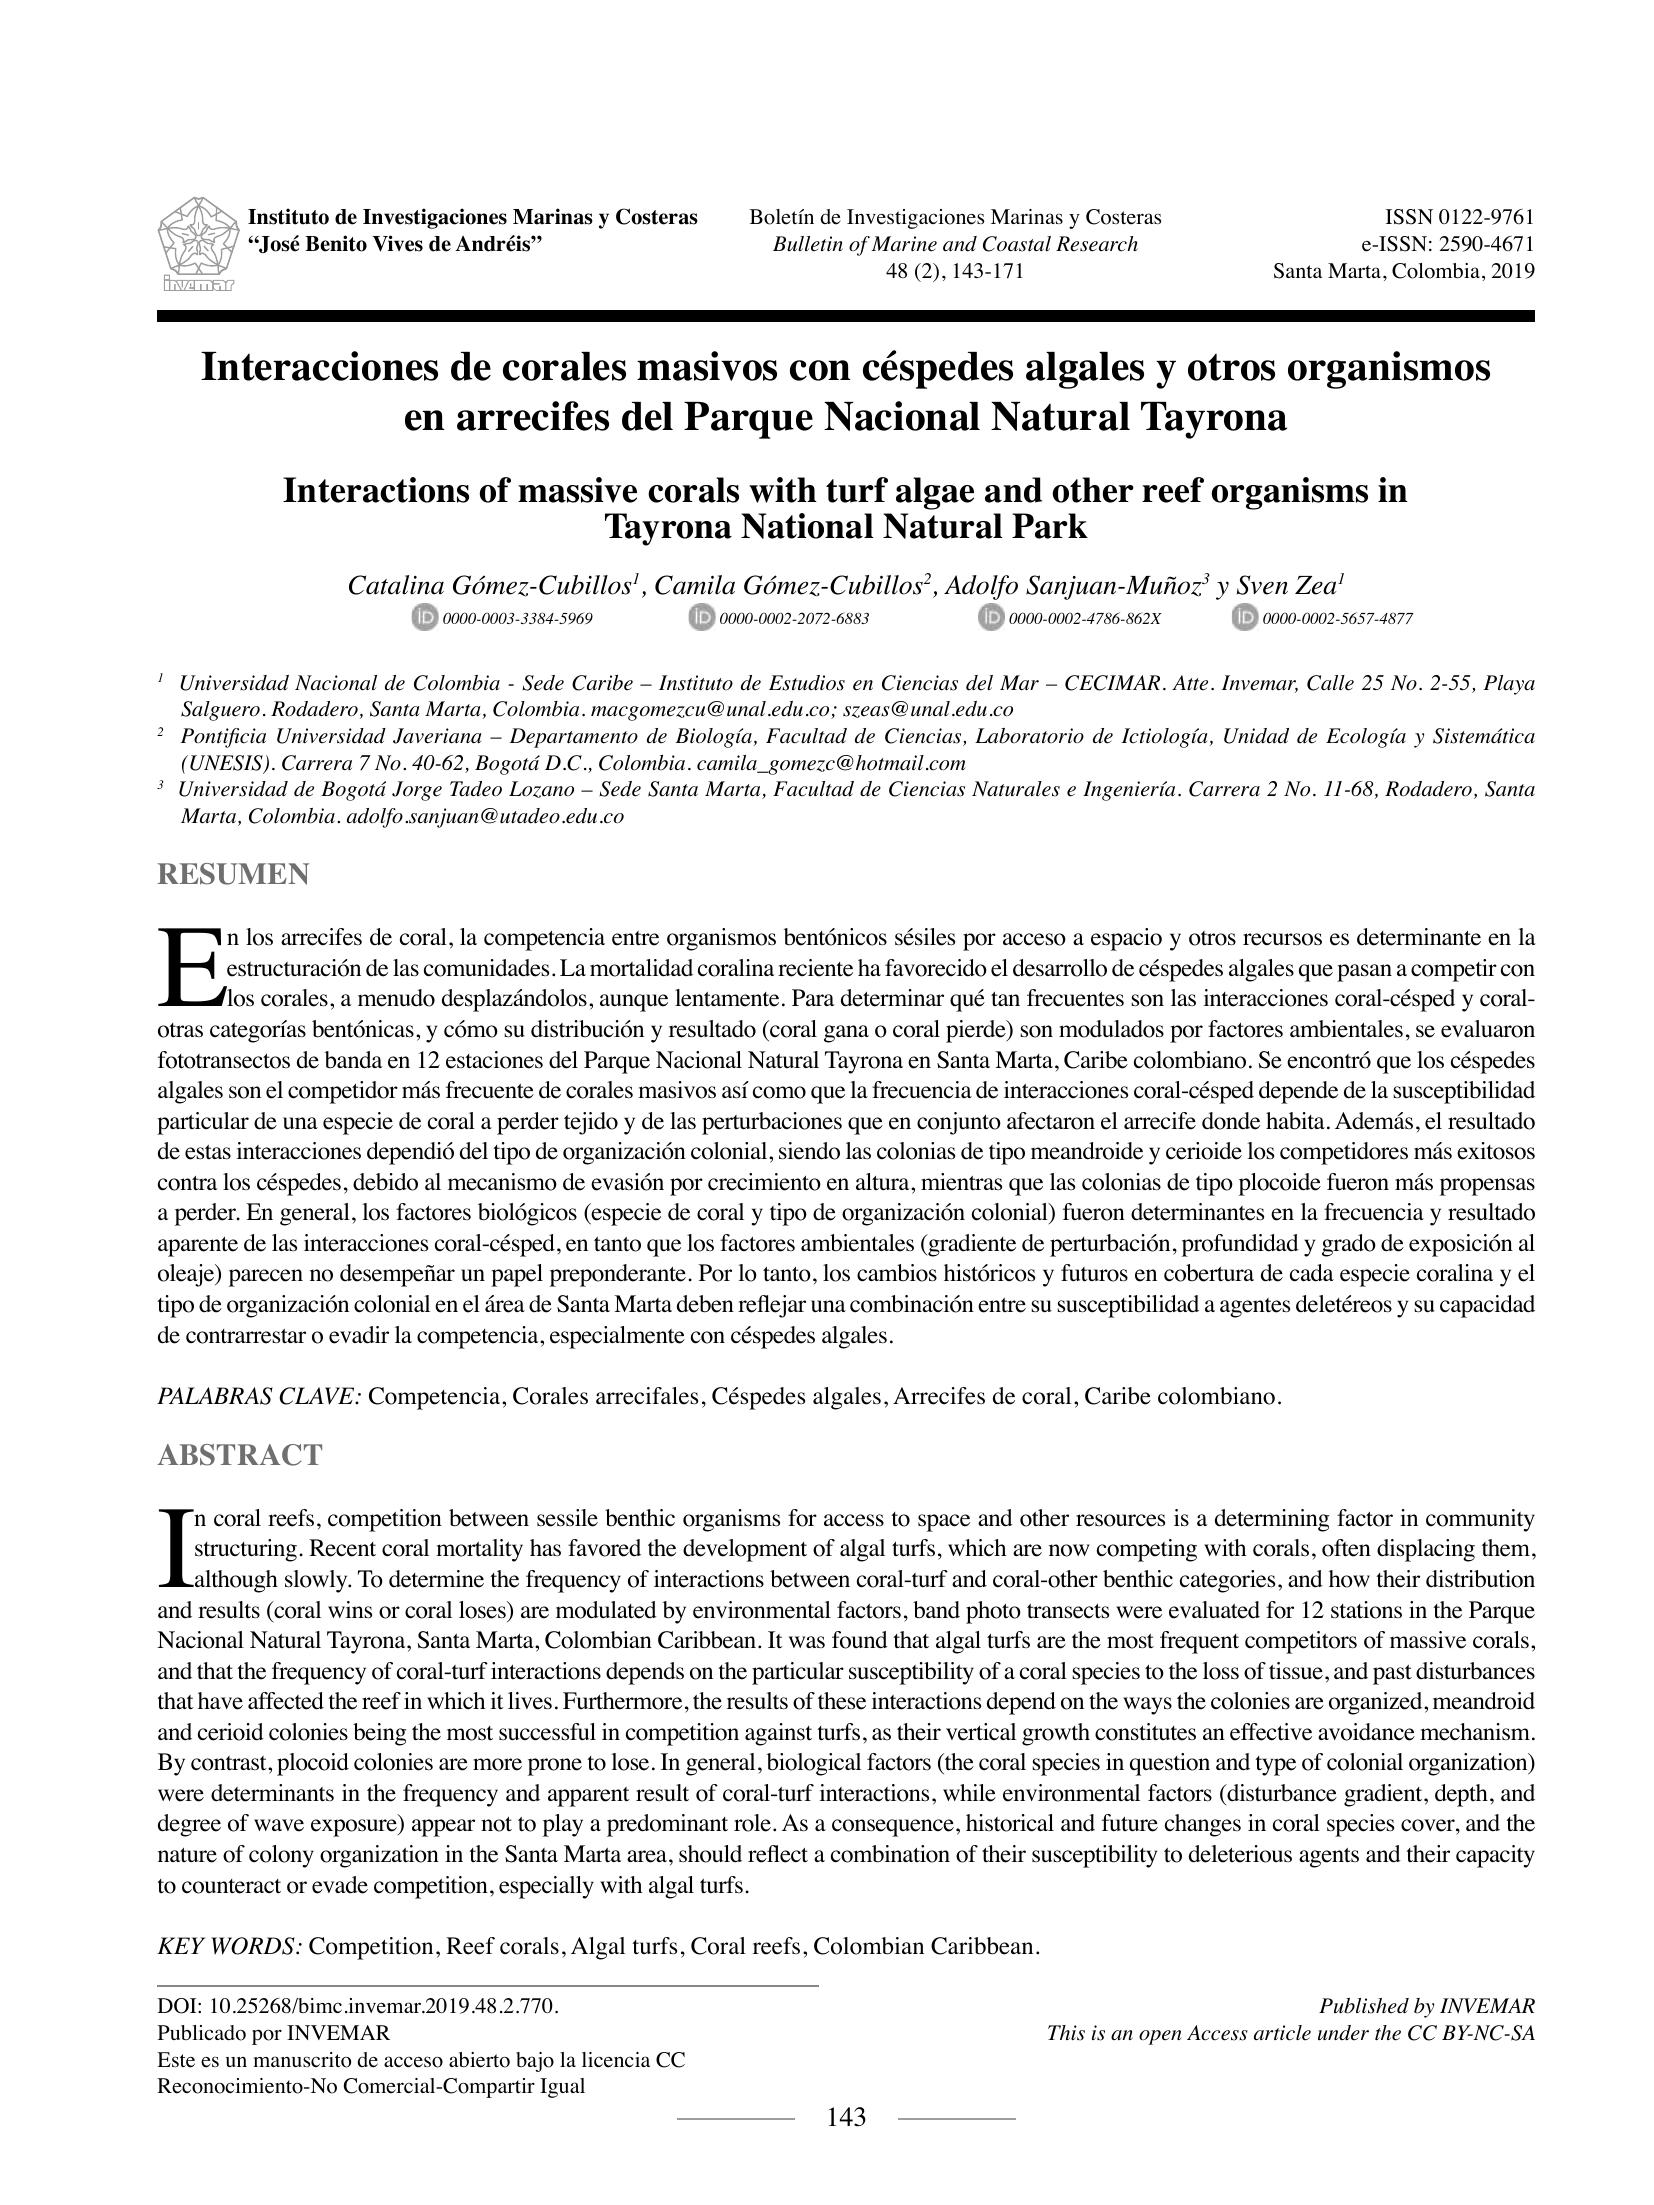 Instituto de Investigaciones Marinas y Costeras
“José Benito Vives de Andréis”
invemar
Boletín de Investigaciones Marinas y Costeras
Bulletin of Marine and Coastal Research
48 (2), 143-171
ISSN 0122-9761
e-ISSN: 2590-4671
Santa Marta, Colombia, 2019
Interacciones de corales masivos con céspedes algales y otros organismos
en arrecifes del Parque Nacional Natural Tayrona
Interactions of massive corals with turf algae and other reef organisms in
Tayrona National Natural Park
Catalina Gómez-Cubillos1, Camila Gómez-Cubillos2, Adolfo Sanjuan-Muñoz3 y Sven Zea1
iD 0000-0003-3384-5969 iD 0000-0002-2072-6883 iD 0000-0002-4786-862X iD 0000-0002-5657-4877
1 Universidad Nacional de Colombia - Sede Caribe – Instituto de Estudios en Ciencias del Mar – CECIMAR. Atte. Invemar, Calle 25 No. 2-55, Playa
Salguero. Rodadero, Santa Marta, Colombia. macgomezcu@unal.edu.co; szeas@unal.edu.co
2 Pontificia Universidad Javeriana – Departamento de Biología, Facultad de Ciencias, Laboratorio de Ictiología, Unidad de Ecología y Sistemática
(UNESIS). Carrera 7 No. 40-62, Bogotá D.C., Colombia. camila_gomezc@hotmail.com
3 Universidad de Bogotá Jorge Tadeo Lozano – Sede Santa Marta, Facultad de Ciencias Naturales e Ingeniería. Carrera 2 No. 11-68, Rodadero, Santa
Marta, Colombia. adolfo.sanjuan@utadeo.edu.co
RESUMEN
En los arrecifes de coral, la competencia entre organismos bentónicos sésiles por acceso a espacio y otros recursos es determinante en la
estructuración de las comunidades. La mortalidad coralina reciente ha favorecido el desarrollo de céspedes algales que pasan a competir con
los corales, a menudo desplazándolos, aunque lentamente. Para determinar qué tan frecuentes son las interacciones coral-césped y coral-
otras categorías bentónicas, y cómo su distribución y resultado (coral gana o coral pierde) son modulados por factores ambientales, se evaluaron
fototransectos de banda en 12 estaciones del Parque Nacional Natural Tayrona en Santa Marta, Caribe colombiano. Se encontró que los céspedes
algales son el competidor más frecuente de corales masivos así como que la frecuencia de interacciones coral-césped depende de la susceptibilidad
particular de una especie de coral a perder tejido y de las perturbaciones que en conjunto afectaron el arrecife donde habita. Además, el resultado
de estas interacciones dependió del tipo de organización colonial, siendo las colonias de tipo meandroide y cerioide los competidores más exitosos
contra los céspedes, debido al mecanismo de evasión por crecimiento en altura, mientras que las colonias de tipo plocoide fueron más propensas
a perder. En general, los factores biológicos (especie de coral y tipo de organización colonial) fueron determinantes en la frecuencia y resultado
aparente de las interacciones coral-césped, en tanto que los factores ambientales (gradiente de perturbación, profundidad y grado de exposición al
oleaje) parecen no desempeñar un papel preponderante. Por lo tanto, los cambios históricos y futuros en cobertura de cada especie coralina y el
tipo de organización colonial en el área de Santa Marta deben reflejar una combinación entre su susceptibilidad a agentes deletéreos y su capacidad
de contrarrestar o evadir la competencia, especialmente con céspedes algales.
PALABRAS CLAVE: Competencia, Corales arrecifales, Céspedes algales, Arrecifes de coral, Caribe colombiano.
ABSTRACT
In coral reefs, competition between sessile benthic organisms for access to space and other resources is a determining factor in community
structuring. Recent coral mortality has favored the development of algal turfs, which are now competing with corals, often displacing them,
although slowly. To determine the frequency of interactions between coral-turf and coral-other benthic categories, and how their distribution
and results (coral wins or coral loses) are modulated by environmental factors, band photo transects were evaluated for 12 stations in the Parque
Nacional Natural Tayrona, Santa Marta, Colombian Caribbean. It was found that algal turfs are the most frequent competitors of massive corals,
and that the frequency of coral-turf interactions depends on the particular susceptibility of a coral species to the loss of tissue, and past disturbances
that have affected the reef in which it lives. Furthermore, the results of these interactions depend on the ways the colonies are organized, meandroid
and cerioid colonies being the most successful in competition against turfs, as their vertical growth constitutes an effective avoidance mechanism.
By contrast, plocoid colonies are more prone to lose. In general, biological factors (the coral species in question and type of colonial organization)
were determinants in the frequency and apparent result of coral-turf interactions, while environmental factors (disturbance gradient, depth, and
degree of wave exposure) appear not to play a predominant role. As a consequence, historical and future changes in coral species cover, and the
nature of colony organization in the Santa Marta area, should reflect a combination of their susceptibility to deleterious agents and their capacity
to counteract or evade competition, especially with algal turfs.
KEY WORDS: Competition, Reef corals, Algal turfs, Coral reefs, Colombian Caribbean.
DOI: 10.25268/bimc.invemar.2019.48.2.770.
Publicado por INVEMAR
Este es un manuscrito de acceso abierto bajo la licencia CC
Reconocimiento-No Comercial-Compartir Igual
Published by INVEMAR
This is an open Access article under the CC BY-NC-SA
143